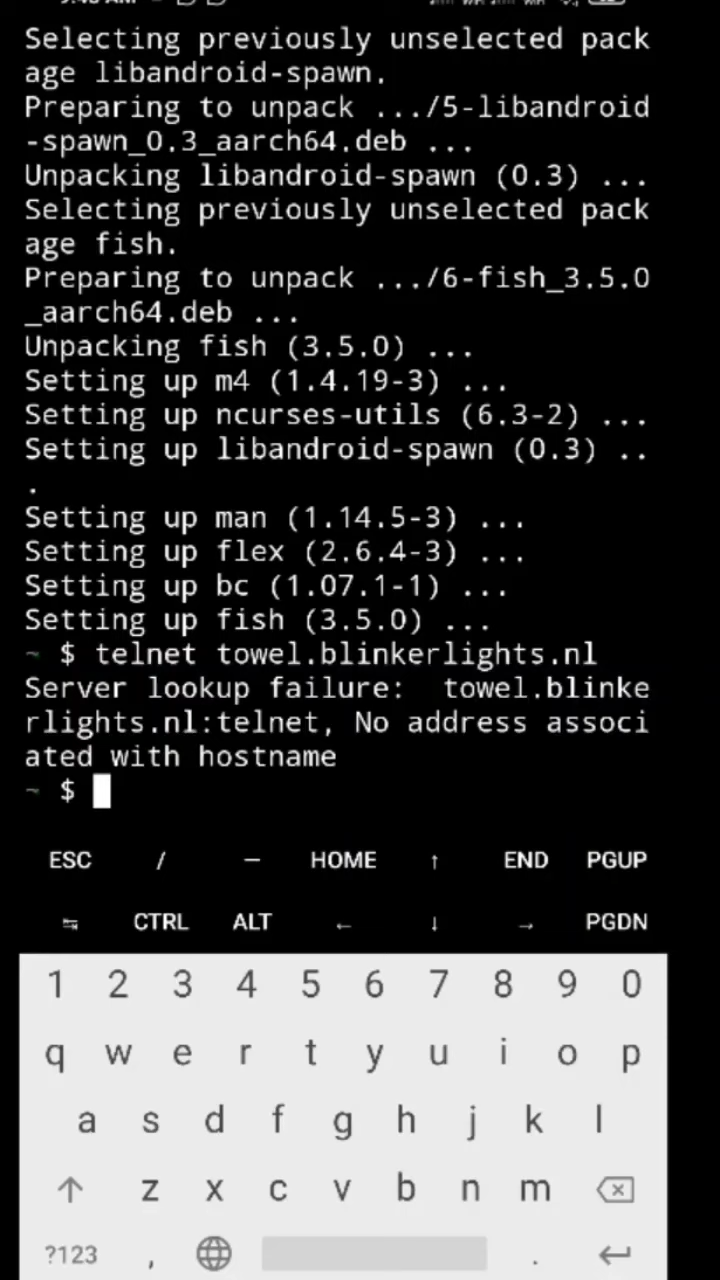 Selecting previously unselected pack
age libandroid-spawn.
Preparing to unpack .../5-libandroid
-spawn_0.3_aarch64.deb ...
Unpacking libandroid-spawn (0.3) ...
Selecting previously unselected pack
age fish.
Preparing to unpack .../6-fish_3.5.0
_aarch64.deb ...
Unpacking fish (3.5.0) ...
Setting up m4 (1.4.19-3) ...
Setting up ncurses-utils (6.3-2) ...
Setting up libandroid-spawn (0.3) ..
.
Setting up man (1.14.5-3) ...
Setting up flex (2.6.4-3) ...
Setting up bc (1.07.1-1) ...
Setting up fish (3.5.0) ...
~ $ telnet towel.blinkerlights.nl
Server lookup failure:  towel.blinke
rlights.nl:telnet, No address associ
ated with hostname
~ $
ESC / — HOME ↑ END PGUP
↹ CTRL ALT ← ↓ → PGDN
1 2 3 4 5 6 7 8 9 0
q w e r t y u i o p
a s d f g h j k l
z x c v b n m
?123 , .